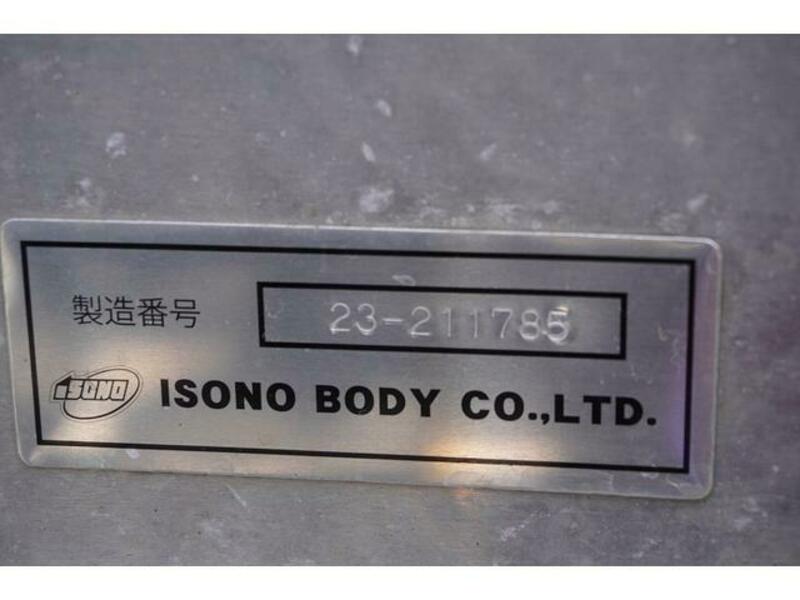 製造番号 23-211785
isono ISONO BODY CO.,LTD.